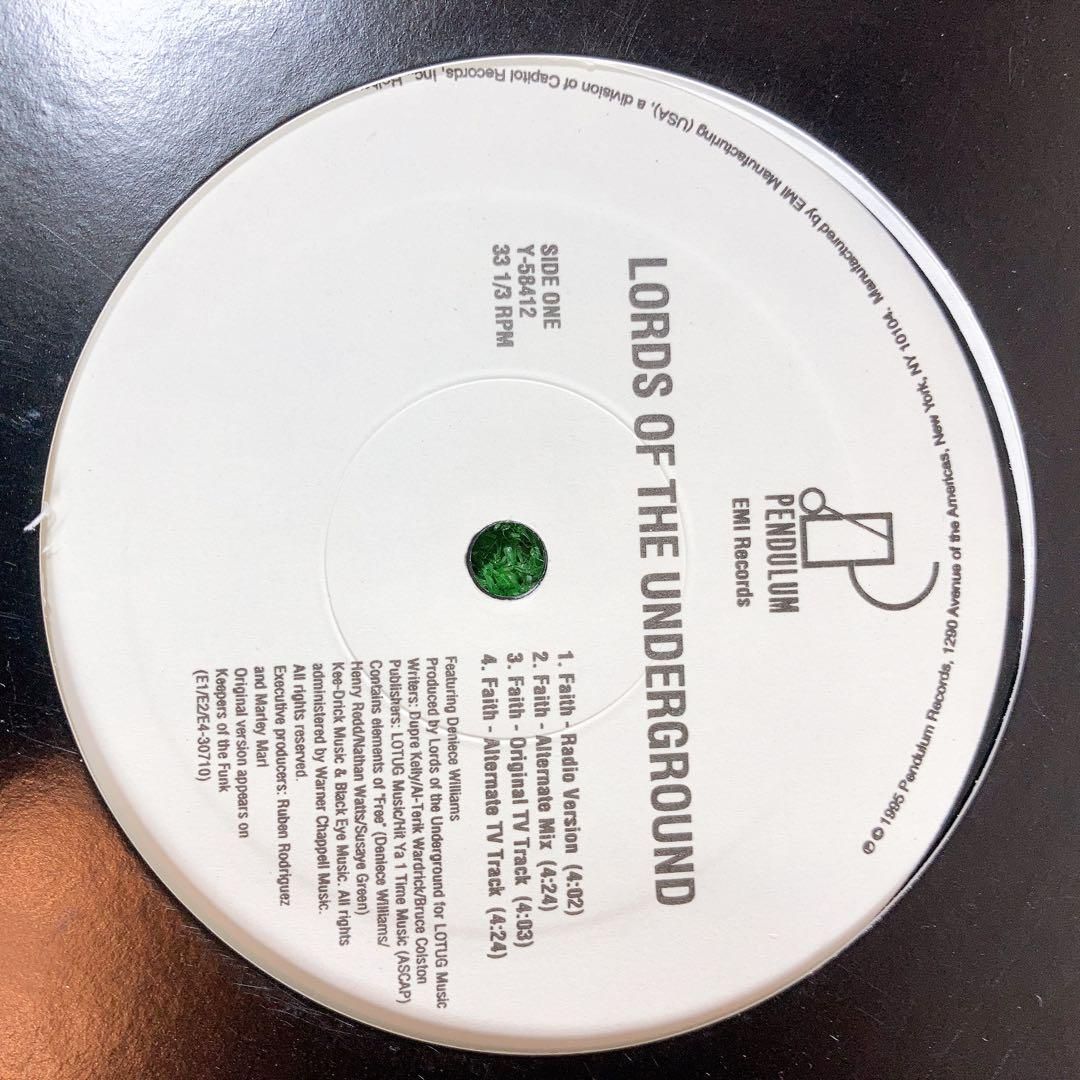 PENDULUM
EMI Records
LORDS OF THE UNDERGROUND
SIDE ONE
Y-58412
33 1/3 RPM
1. Faith - Radio Version (4:02)
2. Faith - Alternate Mix (4:24)
3. Faith - Original TV Track (4:03)
4. Faith - Alternate TV Track (4:24)
Featuring Deniece Williams
Produced by Lords of the Underground for LOTUG Music
Writers: Dupre Kelly/Al-Terik Wardrick/Bruce Colston
Publishers: LOTUG Music/Hit Ya 1 Time Music (ASCAP)
Contains elements of "Free" (Deniece Williams/
Henry Redd/Nathan Watts/Susaye Green)
Kee-Drick Music & Black Eye Music. All rights
administered by Warner Chappell Music.
All rights reserved.
Executive producers: Ruben Rodriguez
and Marley Marl
Original version appears on
Keepers of the Funk
(E1/E2/E4-30710)
℗ © 1995 Pendulum Records, 1290 Avenue of the Americas, New York, NY 10104. Manufactured by EMI Manufacturing (USA), a division of Capitol Records, Inc.